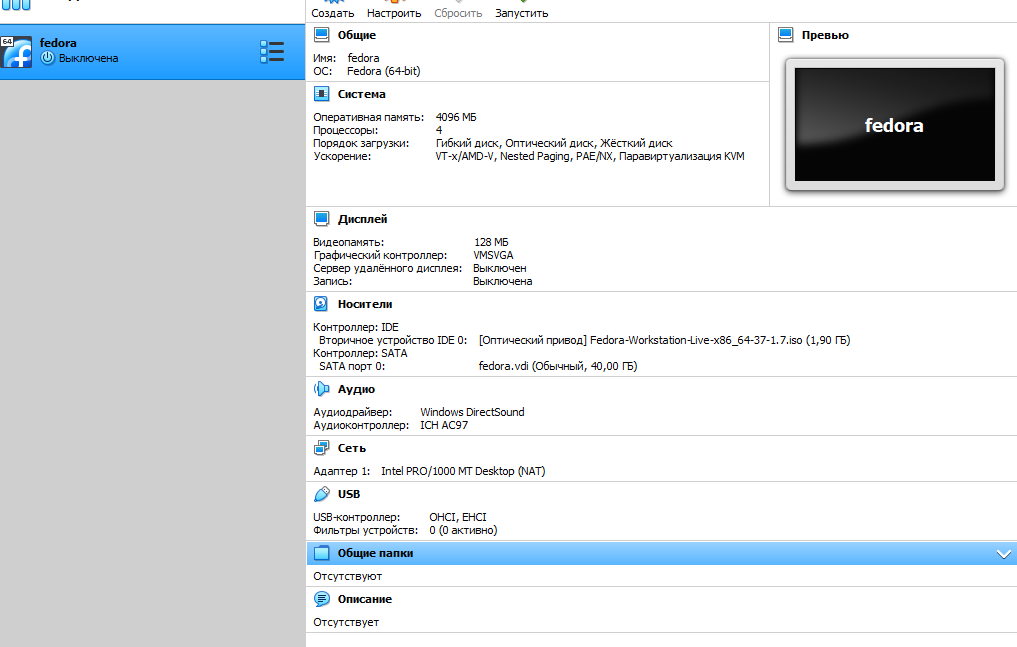 Создать Настроить Сбросить Запустить
64
fedora
Выключена
Общие
Имя: fedora
ОС: Fedora (64-bit)
Превью
fedora
Система
Оперативная память: 4096 МБ
Процессоры: 4
Порядок загрузки: Гибкий диск, Оптический диск, Жёсткий диск
Ускорение: VT-x/AMD-V, Nested Paging, PAE/NX, Паравиртуализация KVM
Дисплей
Видеопамять: 128 МБ
Графический контроллер: VMSVGA
Сервер удалённого дисплея: Выключен
Запись: Выключена
Носители
Контроллер: IDE
Вторичное устройство IDE 0: [Оптический привод] Fedora-Workstation-Live-x86_64-37-1.7.iso (1,90 ГБ)
Контроллер: SATA
SATA порт 0: fedora.vdi (Обычный, 40,00 ГБ)
Аудио
Аудиодрайвер: Windows DirectSound
Аудиоконтроллер: ICH AC97
Сеть
Адаптер 1: Intel PRO/1000 MT Desktop (NAT)
USB
USB-контроллер: OHCI, EHCI
Фильтры устройств: 0 (0 активно)
Общие папки
Отсутствуют
Описание
Отсутствует